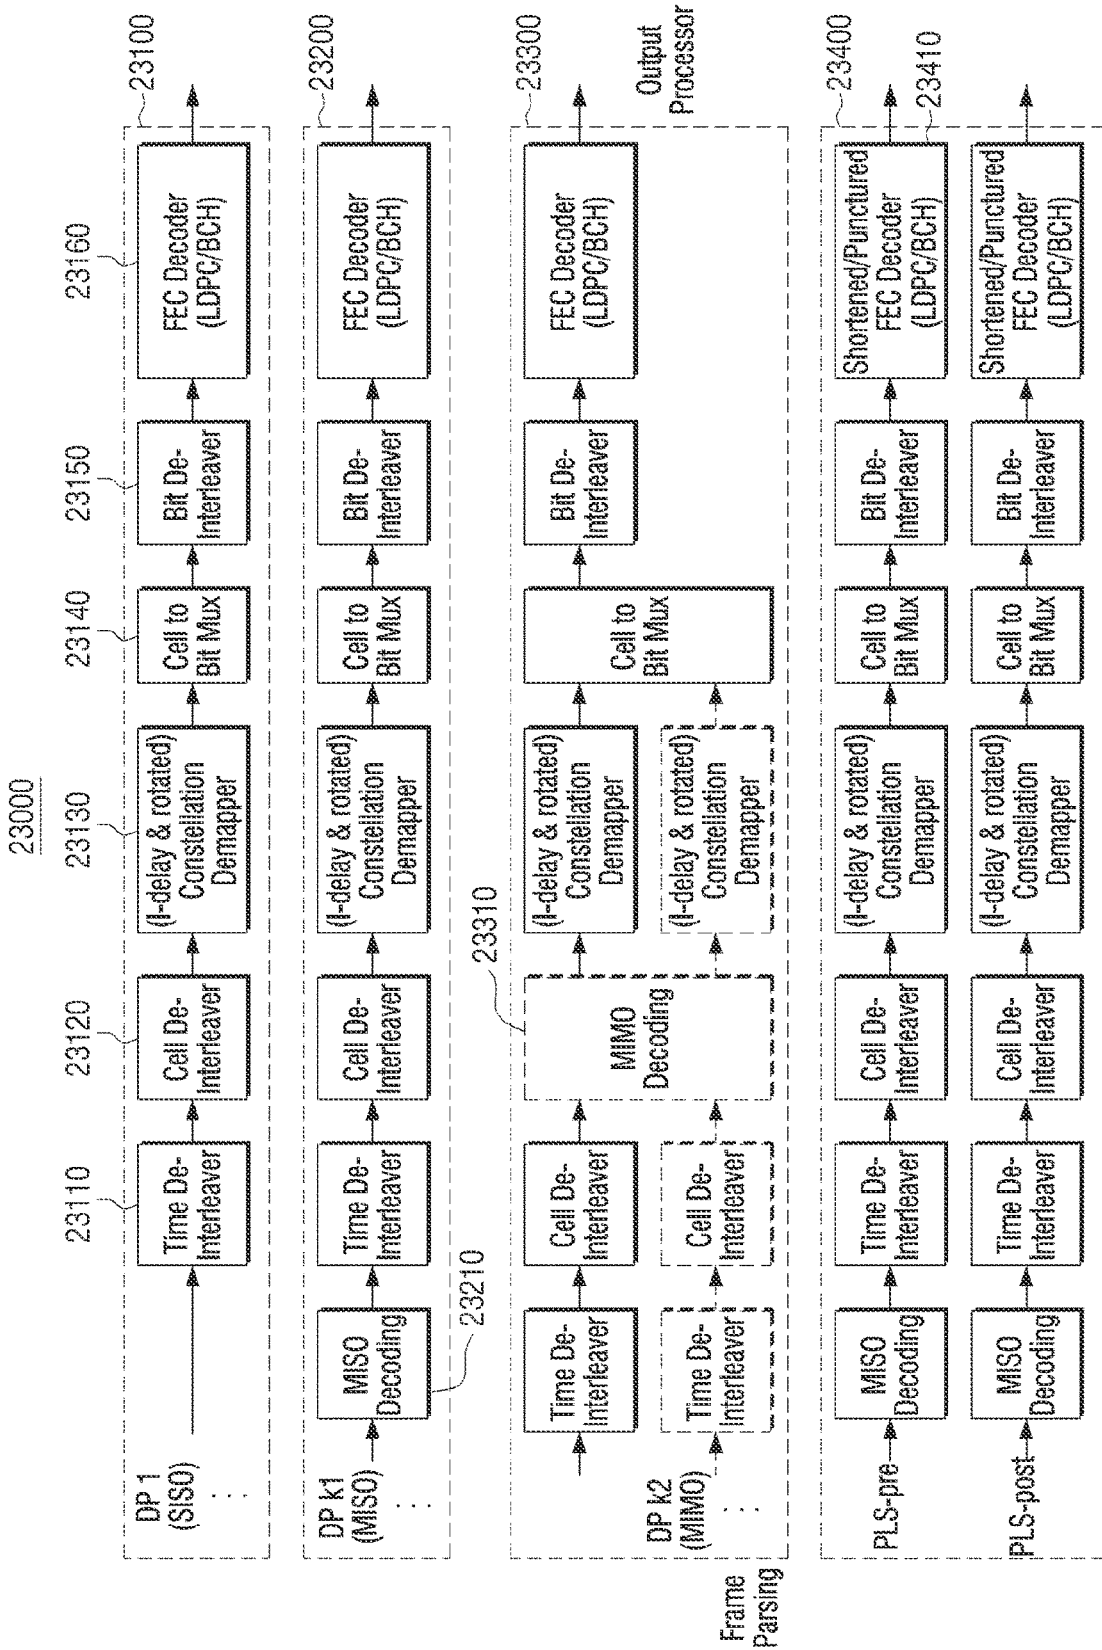 23000
23110
23120
23130
23140
23150
23160
23100
DP 1
(SISO)
Time De-
Interleaver
Cell De-
Interleaver
(I-delay & rotated)
Constellation
Demapper
Cell to
Bit Mux
Bit De-
Interleaver
FEC Decoder
(LDPC/BCH)
23200
DP k1
(MISO)
MISO
Decoding
23210
Time De-
Interleaver
Cell De-
Interleaver
(I-delay & rotated)
Constellation
Demapper
Cell to
Bit Mux
Bit De-
Interleaver
FEC Decoder
(LDPC/BCH)
23300
Frame
Parsing
Time De-
Interleaver
Cell De-
Interleaver
23310
MIMO
Decoding
(I-delay & rotated)
Constellation
Demapper
Cell to
Bit Mux
Bit De-
Interleaver
FEC Decoder
(LDPC/BCH)
Output
Processor
DP k2
(MIMO)
Time De-
Interleaver
Cell De-
Interleaver
(I-delay & rotated)
Constellation
Demapper
23400
PLS-pre
MISO
Decoding
Time De-
Interleaver
Cell De-
Interleaver
(I-delay & rotated)
Constellation
Demapper
Cell to
Bit Mux
Bit De-
Interleaver
Shortened/Punctured
FEC Decoder
(LDPC/BCH)
23410
PLS-post
MISO
Decoding
Time De-
Interleaver
Cell De-
Interleaver
(I-delay & rotated)
Constellation
Demapper
Cell to
Bit Mux
Bit De-
Interleaver
Shortened/Punctured
FEC Decoder
(LDPC/BCH)